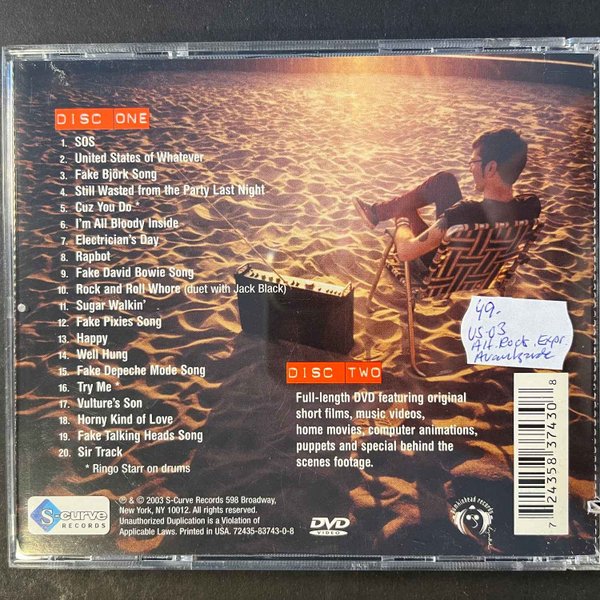 DISC ONE
1. SOS
2. United States of Whatever
3. Fake Björk Song
4. Still Wasted from the Party Last Night
5. Cuz You Do *
6. I'm All Bloody Inside
7. Electrician's Day
8. Rapbot
9. Fake David Bowie Song
10. Rock and Roll Whore (duet with Jack Black)
11. Sugar Walkin'
12. Fake Pixies Song
13. Happy
14. Well Hung
15. Fake Depeche Mode Song
16. Try Me *
17. Vulture's Son
18. Horny Kind of Love
19. Fake Talking Heads Song
20. Sir Track
* Ringo Starr on drums
49.-
US-03
Alt. Rock. Expr.
Avantgarde
DISC TWO
Full-length DVD featuring original
short films, music videos,
home movies, computer animations,
puppets and special behind the
scenes footage.
S-curve
RECORDS
℗ & © 2003 S-Curve Records 598 Broadway,
New York, NY 10012. All rights reserved.
Unauthorized Duplication is a Violation of
Applicable Laws. Printed in USA. 72435-83743-0-8
DVD
VIDEO
7 24358 37430 8